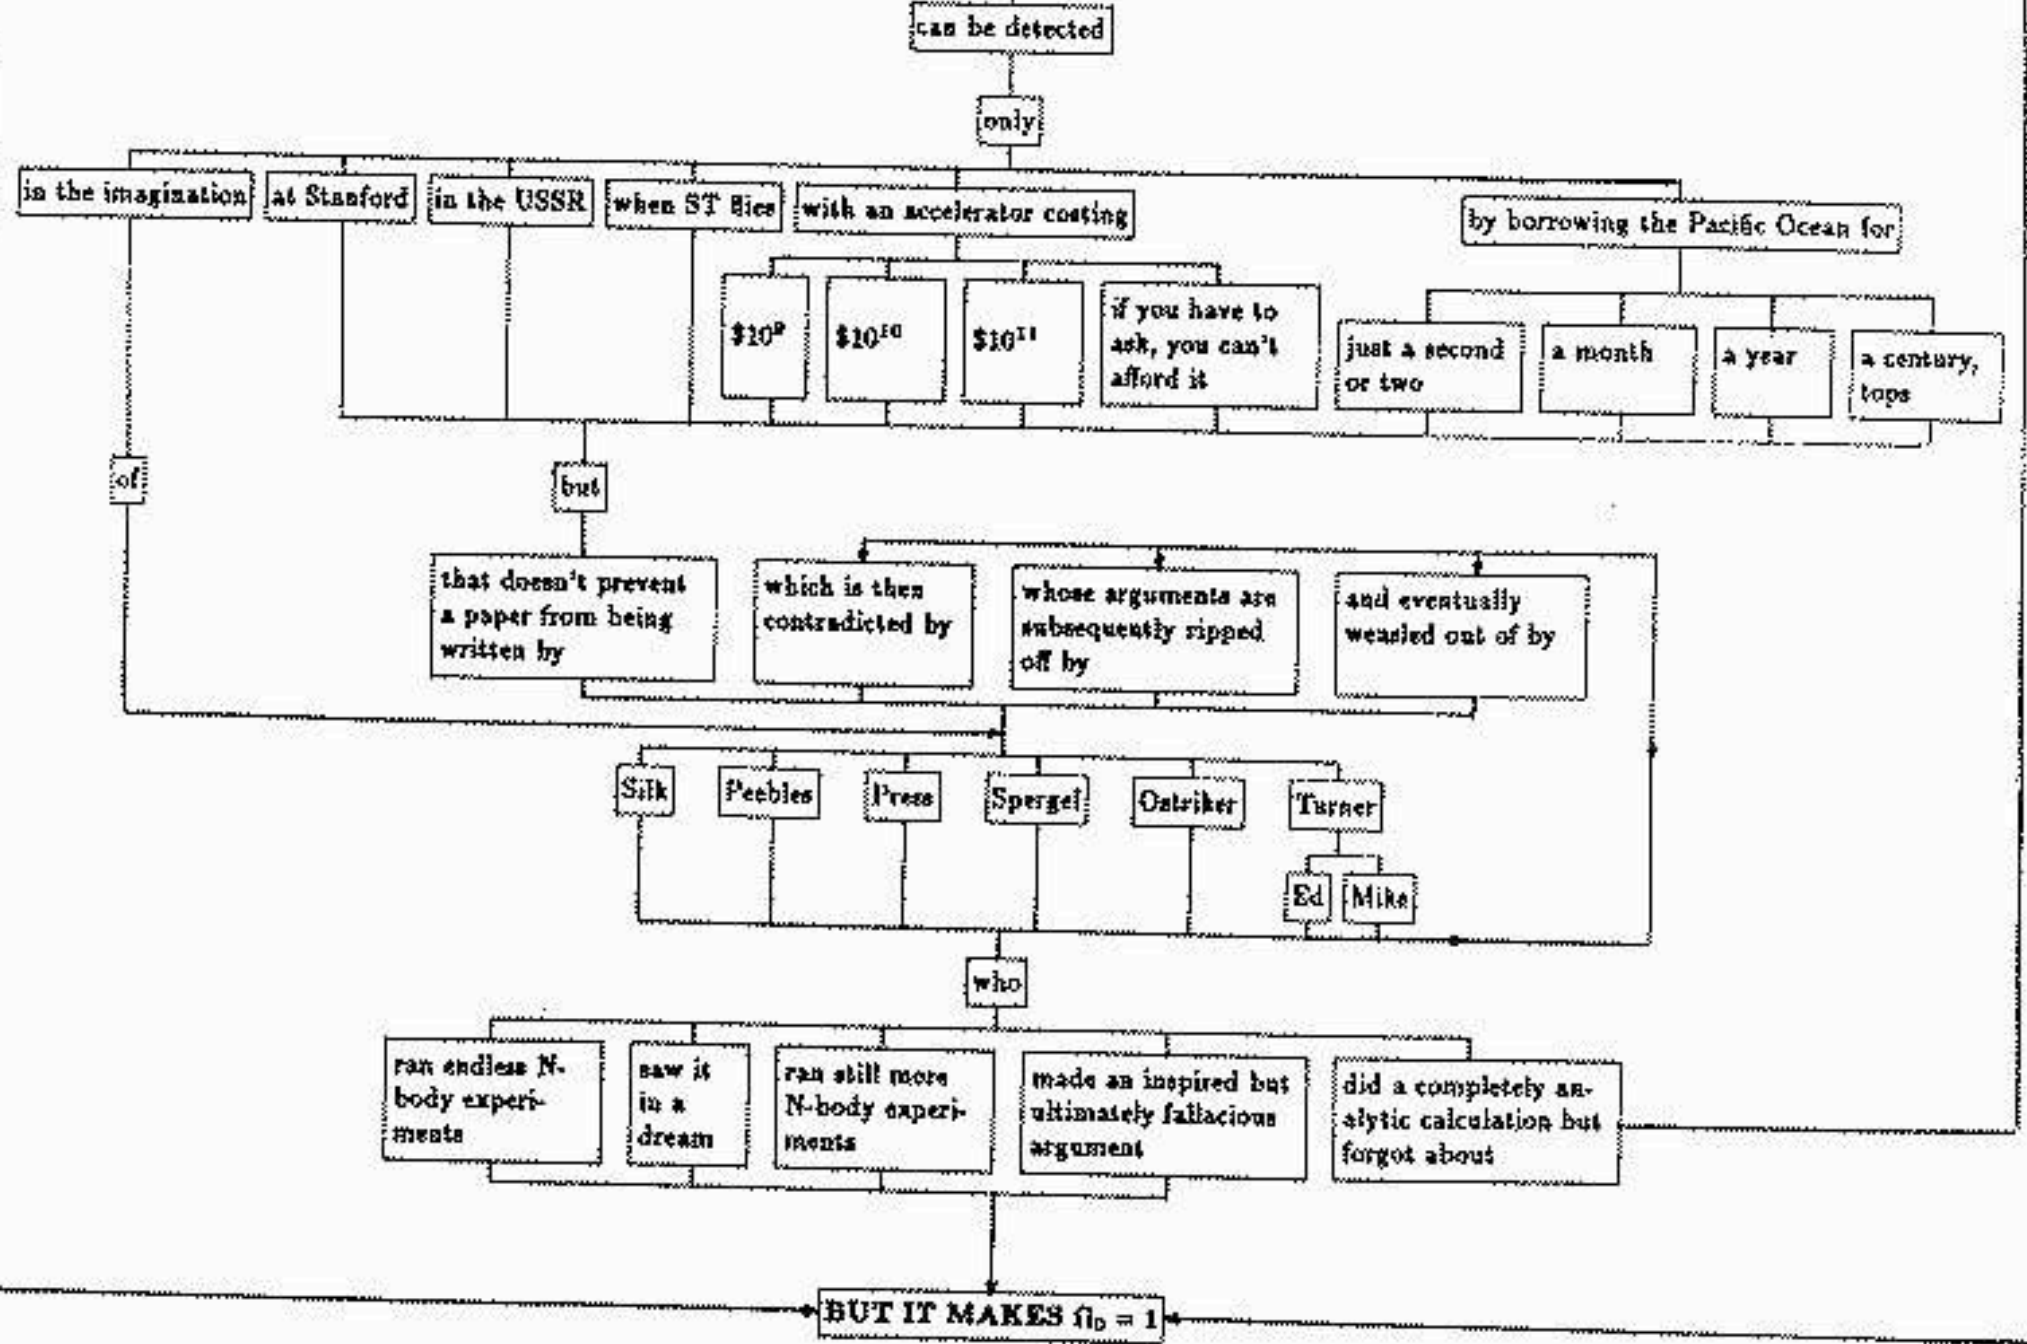 can be detected
only
in the imagination
at Stanford
in the USSR
when ST flies
with an accelerator costing
by borrowing the Pacific Ocean for
$10⁹
$10¹⁰
$10¹¹
if you have to
ask, you can't
afford it
just a second
or two
a month
a year
a century,
tops
of
but
that doesn't prevent
a paper from being
written by
which is then
contradicted by
whose arguments are
subsequently ripped
off by
and eventually
weasled out of by
Silk
Peebles
Press
Spergel
Ostriker
Turner
Ed
Mike
who
ran endless N-
body experi-
ments
saw it
in a
dream
ran still more
N-body experi-
ments
made an inspired but
ultimately fallacious
argument
did a completely an-
alytic calculation but
forgot about
BUT IT MAKES Ω₀ = 1